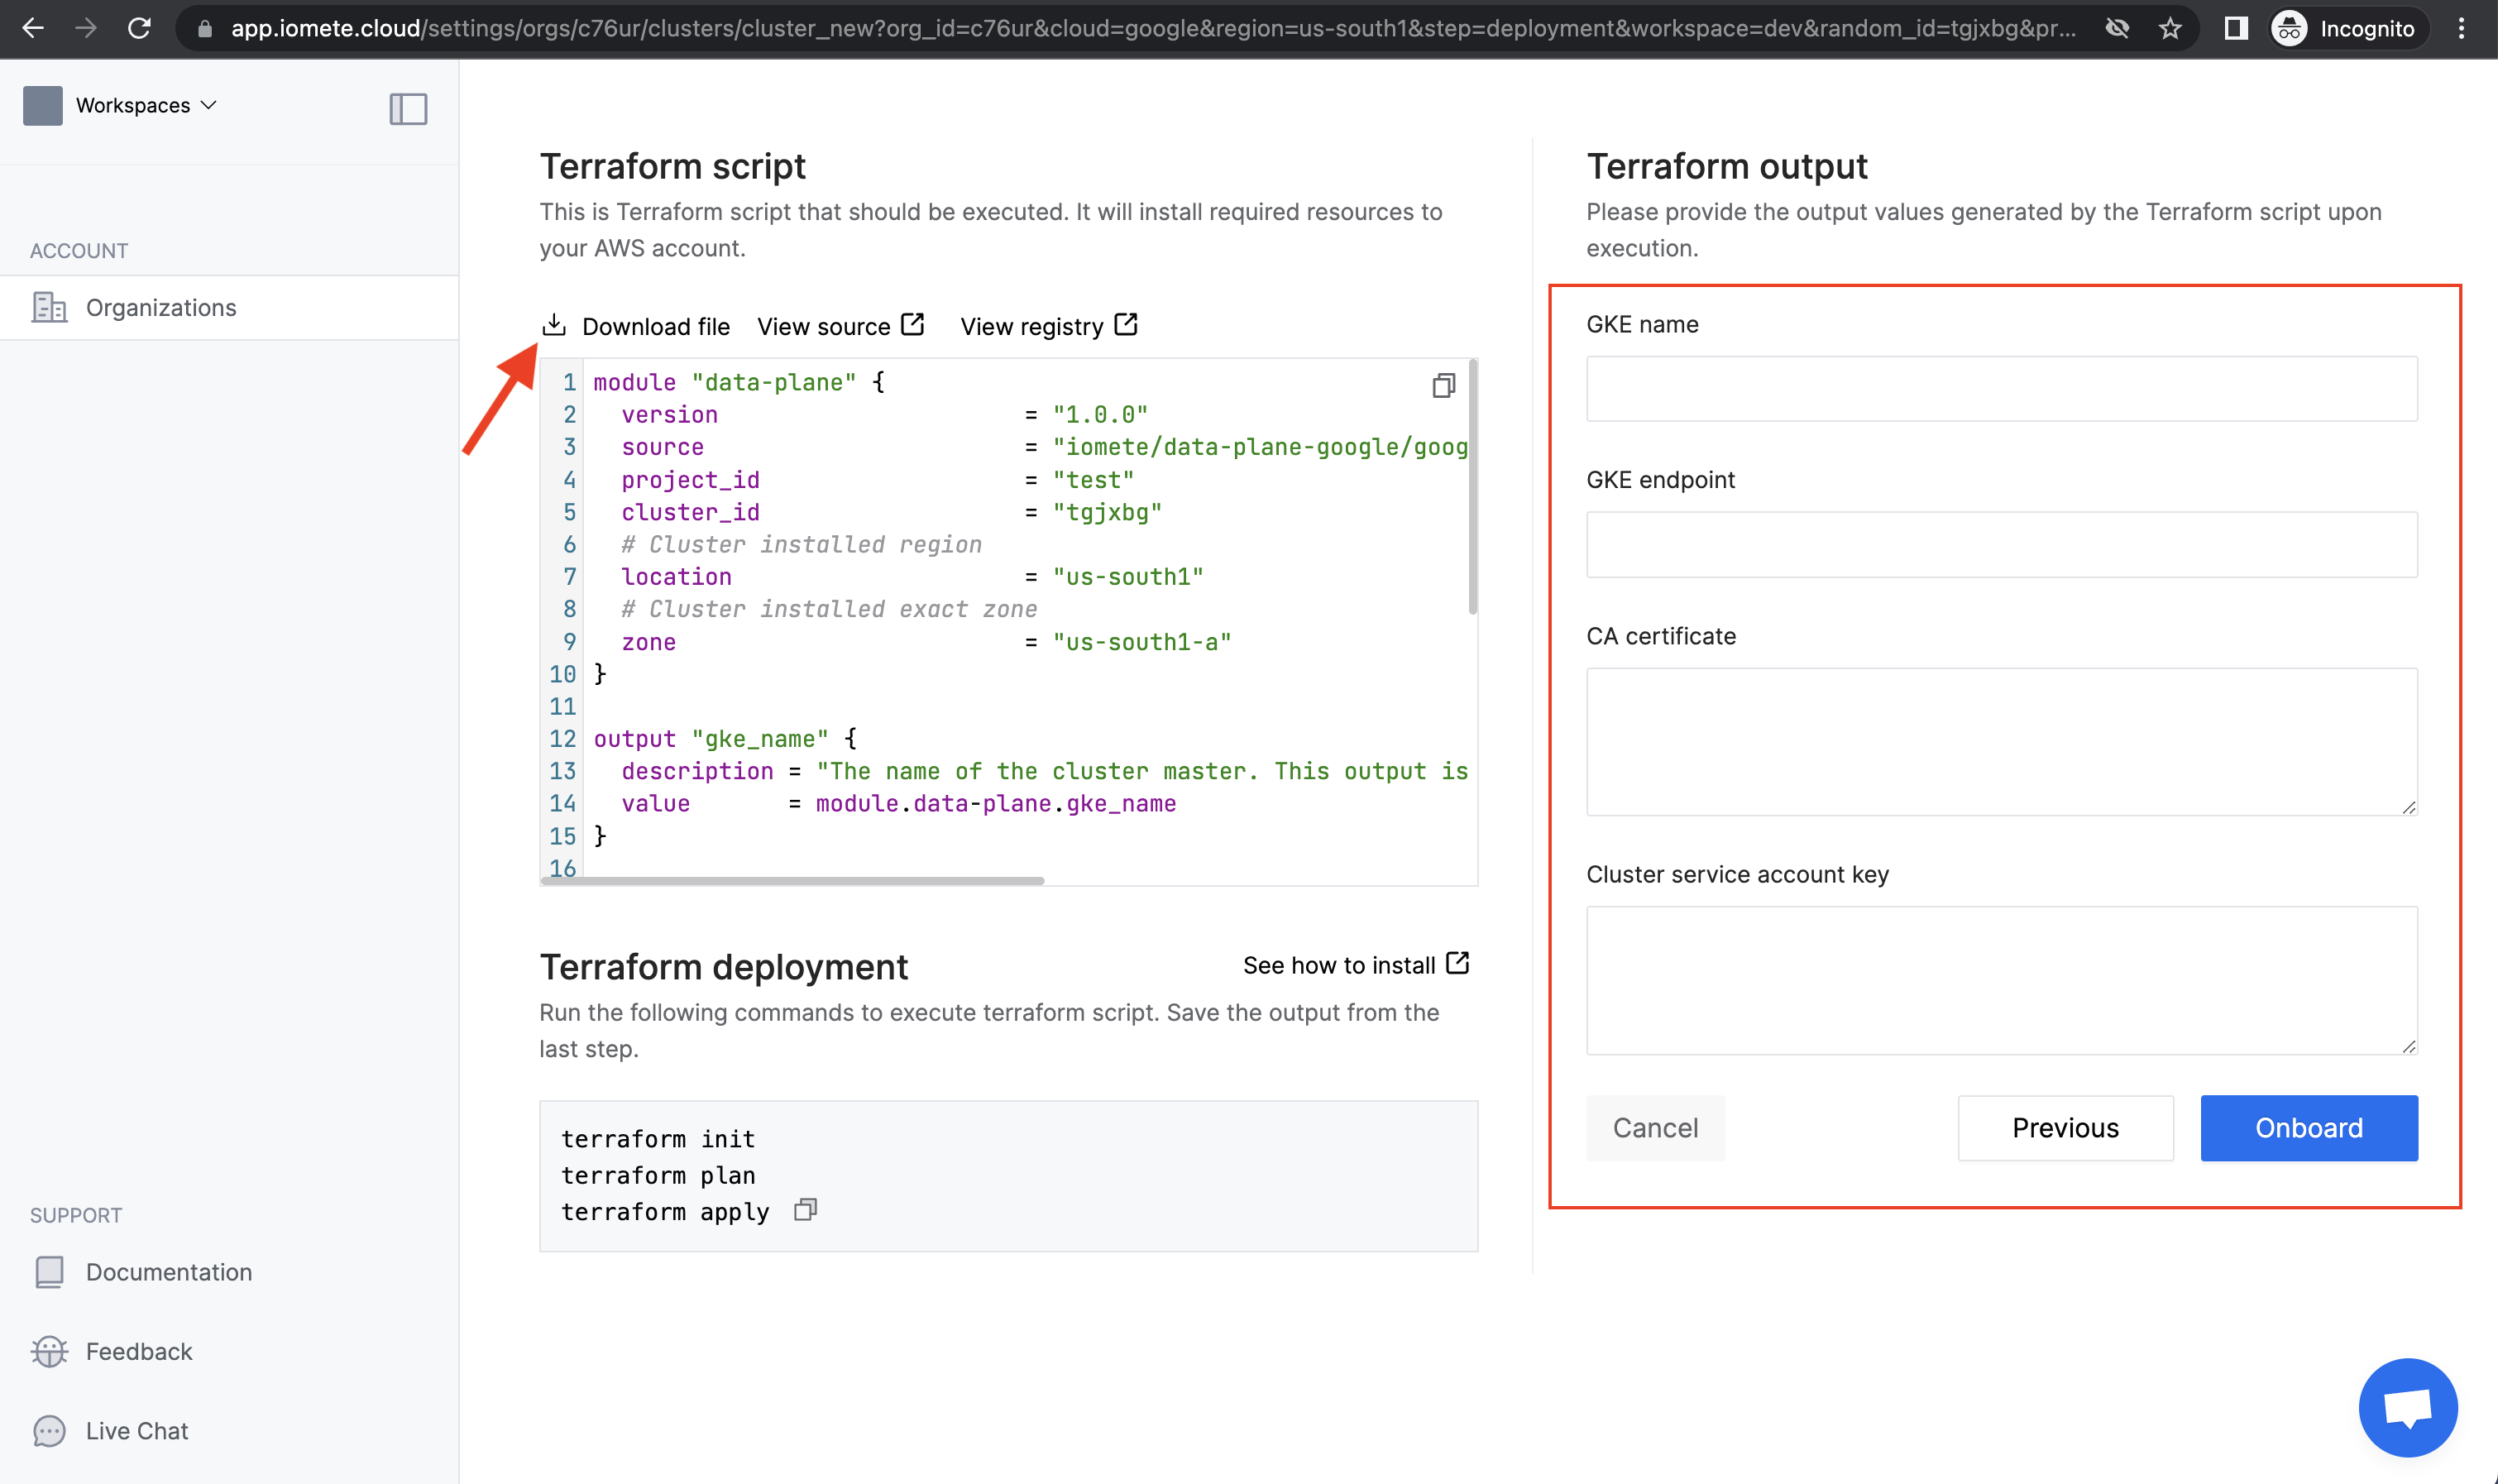 app.iomete.cloud/settings/orgs/c76ur/clusters/cluster_new?org_id=c76ur&cloud=google&region=us-south1&step=deployment&workspace=dev&random_id=tgjxbg&pr...
Incognito
Workspaces
ACCOUNT
Organizations
SUPPORT
Documentation
Feedback
Live Chat
Terraform script
This is Terraform script that should be executed. It will install required resources to
your AWS account.
Download file View source View registry
1 module "data-plane" {
2   version = "1.0.0"
3   source = "iomete/data-plane-google/goog
4   project_id = "test"
5   cluster_id = "tgjxbg"
6   # Cluster installed region
7   location = "us-south1"
8   # Cluster installed exact zone
9   zone = "us-south1-a"
10 }
11
12 output "gke_name" {
13   description = "The name of the cluster master. This output is
14   value = module.data-plane.gke_name
15 }
16
Terraform deployment
See how to install
Run the following commands to execute terraform script. Save the output from the
last step.
terraform init
terraform plan
terraform apply
Terraform output
Please provide the output values generated by the Terraform script upon
execution.
GKE name
GKE endpoint
CA certificate
Cluster service account key
Cancel
Previous
Onboard